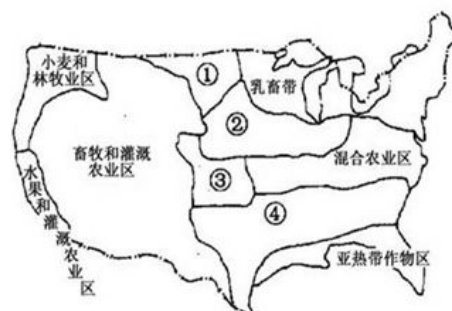 小麦和
林牧业区
①
乳畜带
②
畜牧和灌溉
农业区
混合农业区
③
④
水果和灌溉农业区
亚热带作物区